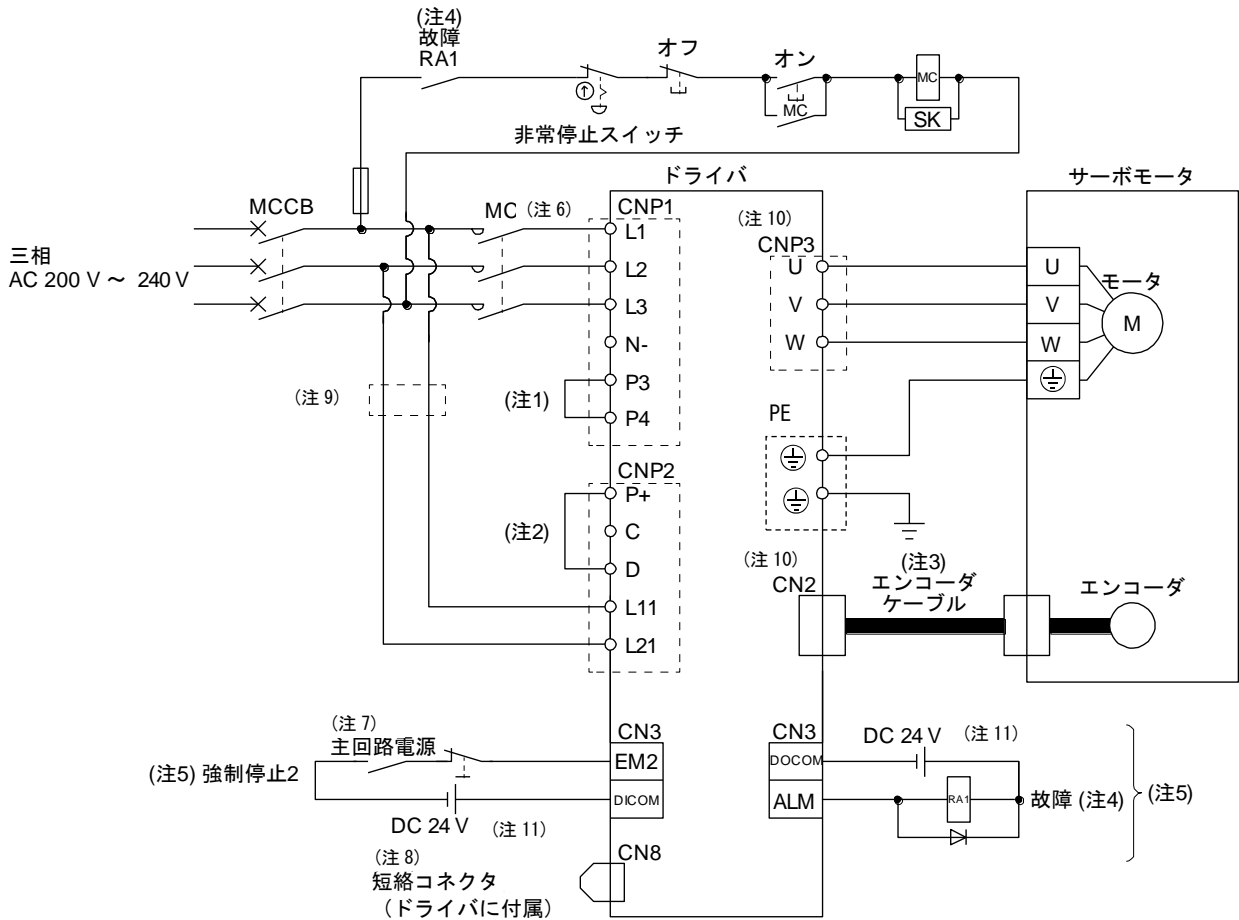 (注4)
故障
RA1
オフ
オン
MC
MC
SK
非常停止スイッチ
ドライバ
サーボモータ
MCCB
MC (注 6)
CNP1
(注 10)
CNP3
三相
AC 200 V ～ 240 V
L1
L2
L3
N-
P3
P4
(注1)
(注 9)
U
V
W
U
V
W
モータ
M
PE
CNP2
P+
C
D
L11
L21
(注2)
(注 10)
CN2
(注3)
エンコーダ
ケーブル
エンコーダ
(注 7)
主回路電源
(注5) 強制停止2
CN3
EM2
DICOM
DC 24 V (注 11)
CN3
DOCOM
ALM
DC 24 V (注 11)
RA1
故障 (注4)
(注5)
CN8
(注 8)
短絡コネクタ
（ドライバに付属）